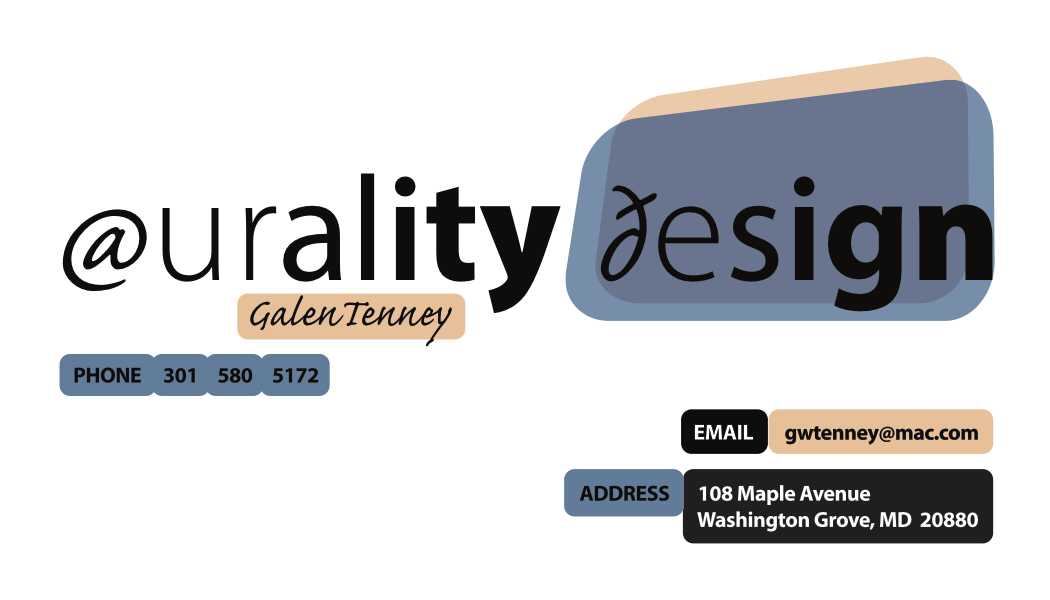 @urality design
Galen Tenney
PHONE 301 580 5172
EMAIL gwtenney@mac.com
ADDRESS 108 Maple Avenue
Washington Grove, MD 20880